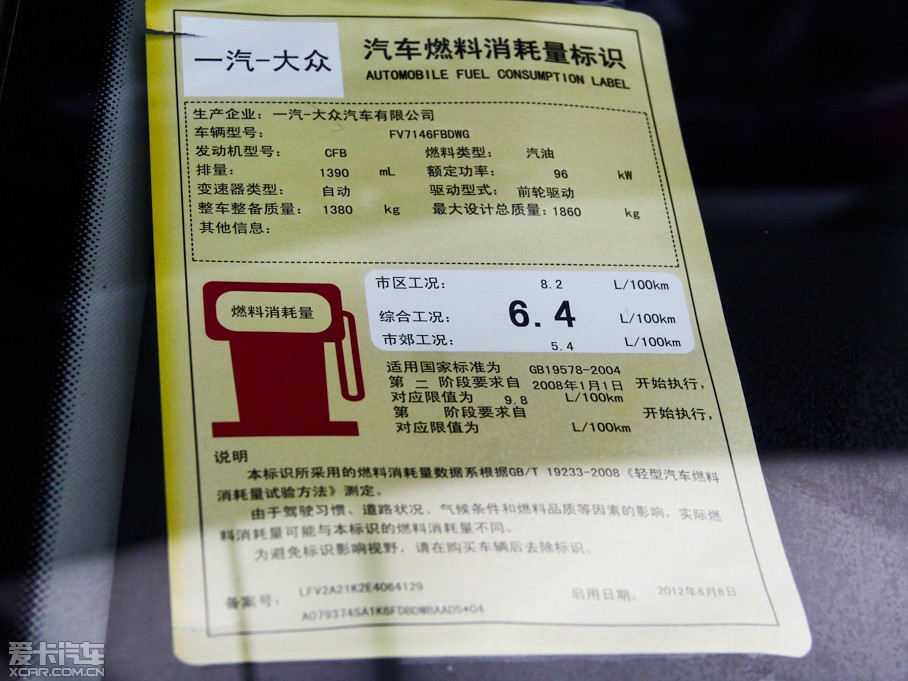 一汽-大众
汽车燃料消耗量标识
AUTOMOBILE FUEL CONSUMPTION LABEL
生产企业: 一汽-大众汽车有限公司
车辆型号: FV7146FBDWG
发动机型号: CFB 燃料类型: 汽油
排量: 1390 mL 额定功率: 96 kW
变速器类型: 自动 驱动型式: 前轮驱动
整车整备质量: 1380 kg 最大设计总质量: 1860 kg
其他信息:
燃料消耗量
市区工况: 8.2 L/100km
综合工况: 6.4 L/100km
市郊工况: 5.4 L/100km
适用国家标准为 GB19578-2004
第 二 阶段要求自 2008年1月1日 开始执行,
对应限值为 9.8 L/100km
第 阶段要求自 开始执行,
对应限值为 L/100km
说明
本标识所采用的燃料消耗量数据系根据GB/T 19233-2008《轻型汽车燃料
消耗量试验方法》测定。
由于驾驶习惯、道路状况、气候条件和燃料品质等因素的影响, 实际燃
料消耗量可能与本标识的燃料消耗量不同。
为避免标识影响视野, 请在购买车辆后去除标识。
备案号: LFV2A21K2E4064129 启用日期: 2012年6月8日
爱卡汽车
XCAR.COM.CN